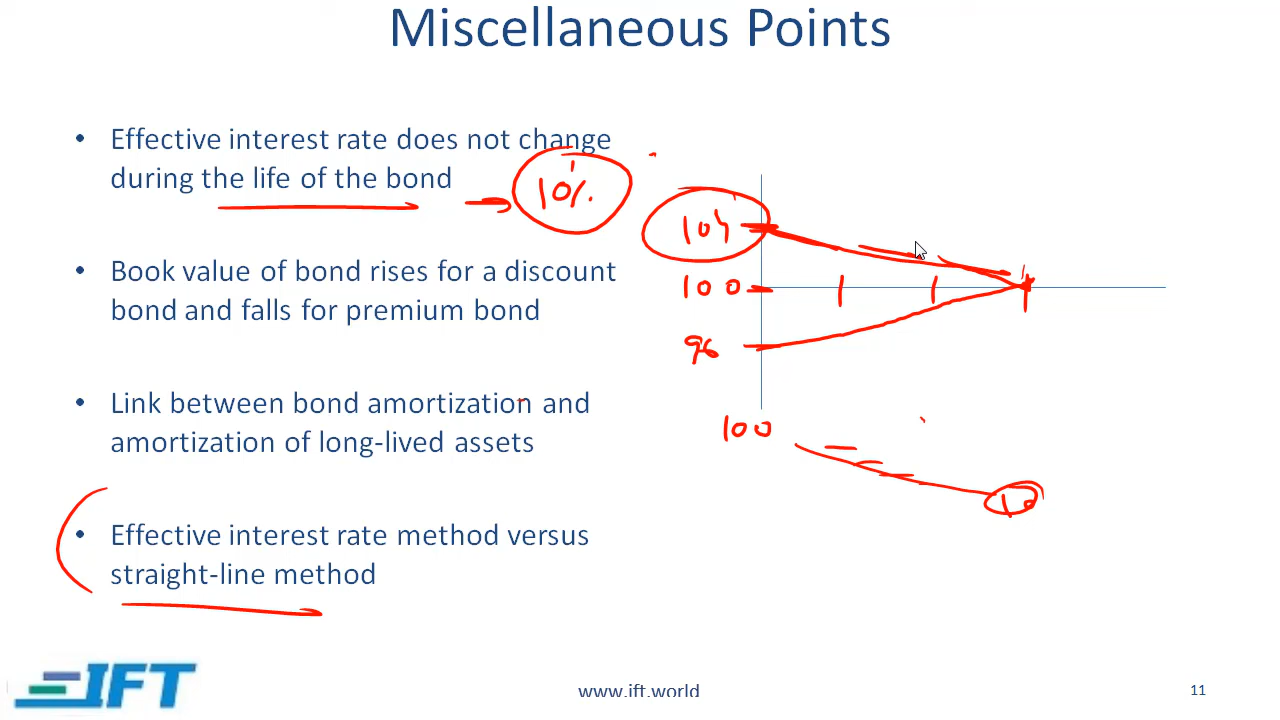 Miscellaneous Points
• Effective interest rate does not change
during the life of the bond
10%
• Book value of bond rises for a discount
bond and falls for premium bond
• Link between bond amortization and
amortization of long-lived assets
• Effective interest rate method versus
straight-line method
104
100
96
100
10
IFT
www.ift.world
11